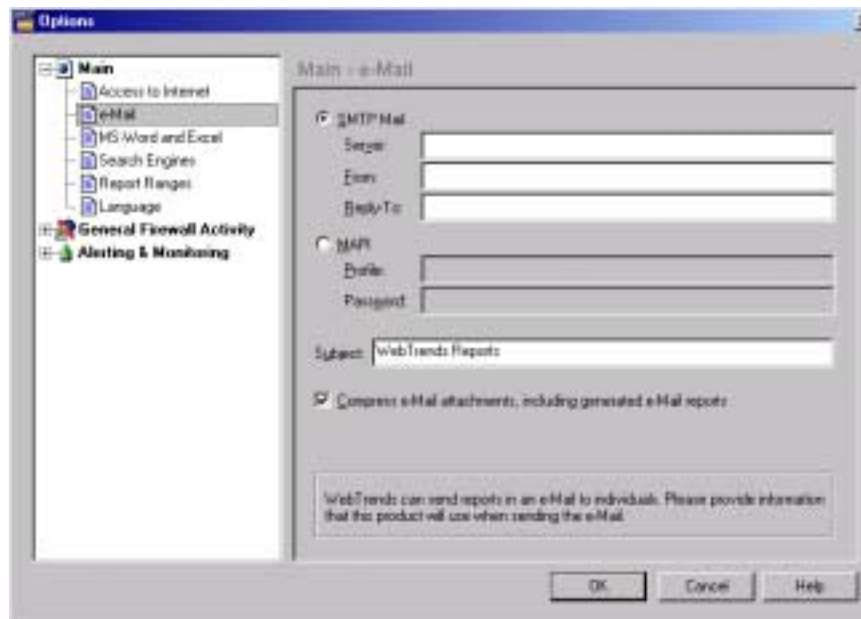 Options
Main
Access to Internet
e-Mail
MS-Word and Excel
Search Engines
Report Ranges
Language
General Firewall Activity
Alerting & Monitoring
Main - e-Mail
SMTP Mail
Server:
From:
Reply-To:
MAPI
Profile:
Password:
Subject: WebTrends Reports
Compress e-Mail attachments, including generated e-Mail reports
WebTrends can send reports in an e-Mail to individuals. Please provide information
that this product will use when sending the e-Mail.
OK Cancel Help